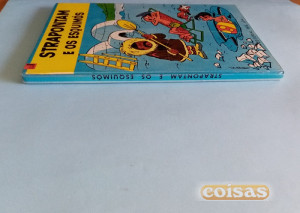 STRAPONTAM
E OS ESQUIMÓS
STRAPONTAM E OS ESQUIMÓS
coisas